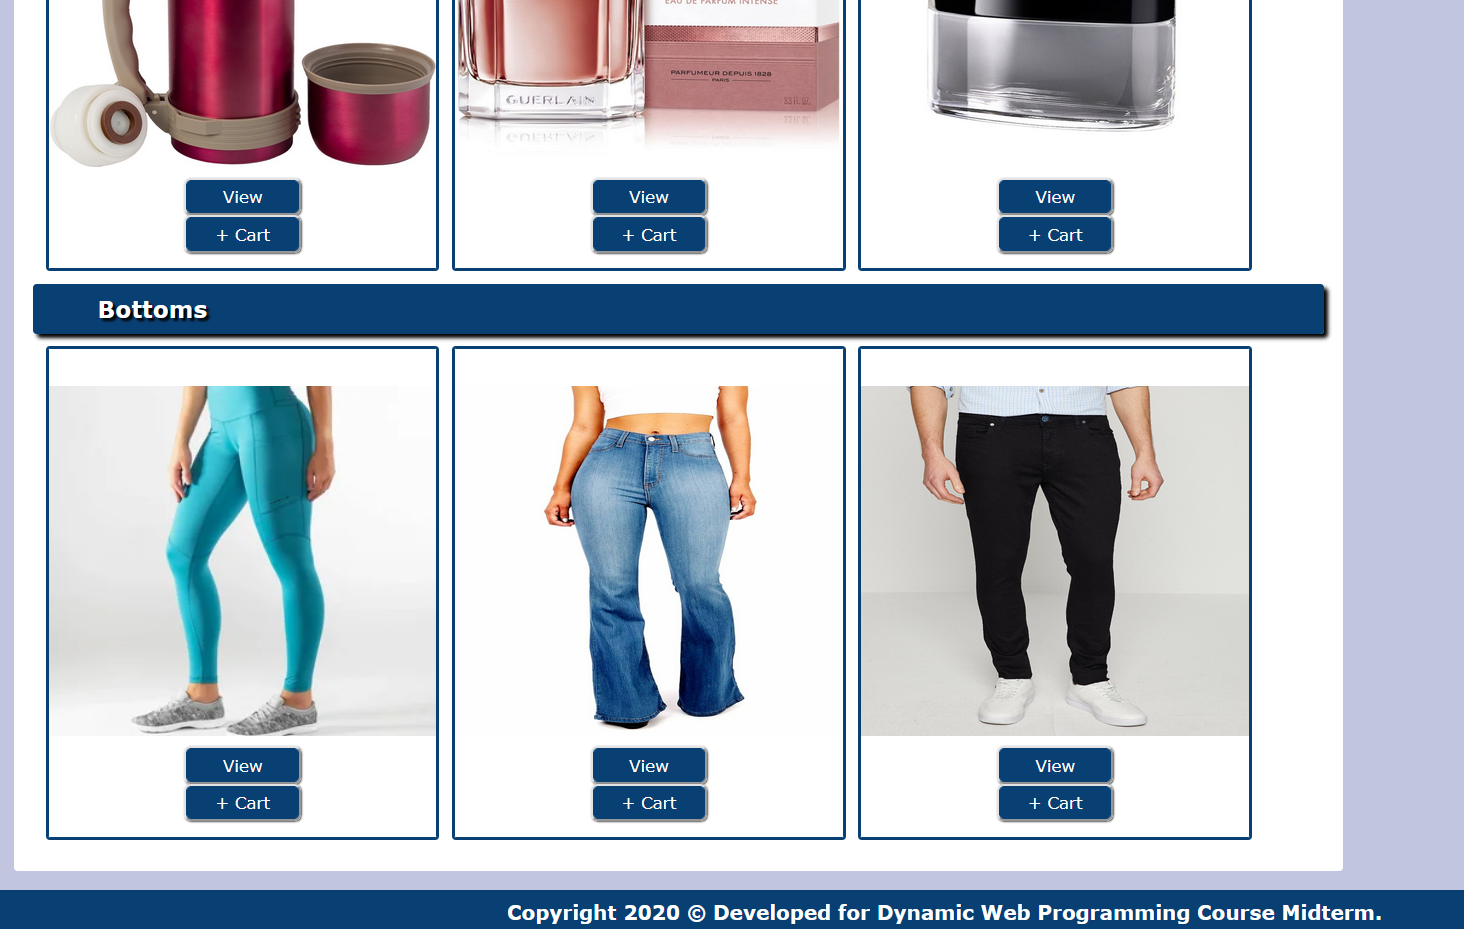 EAU DE PARFUM INTENSE
PARFUMEUR DEPUIS 1828
PARIS
GUERLAIN
View
View
View
+ Cart
+ Cart
+ Cart
Bottoms
View
View
View
+ Cart
+ Cart
+ Cart
Copyright 2020 © Developed for Dynamic Web Programming Course Midterm.